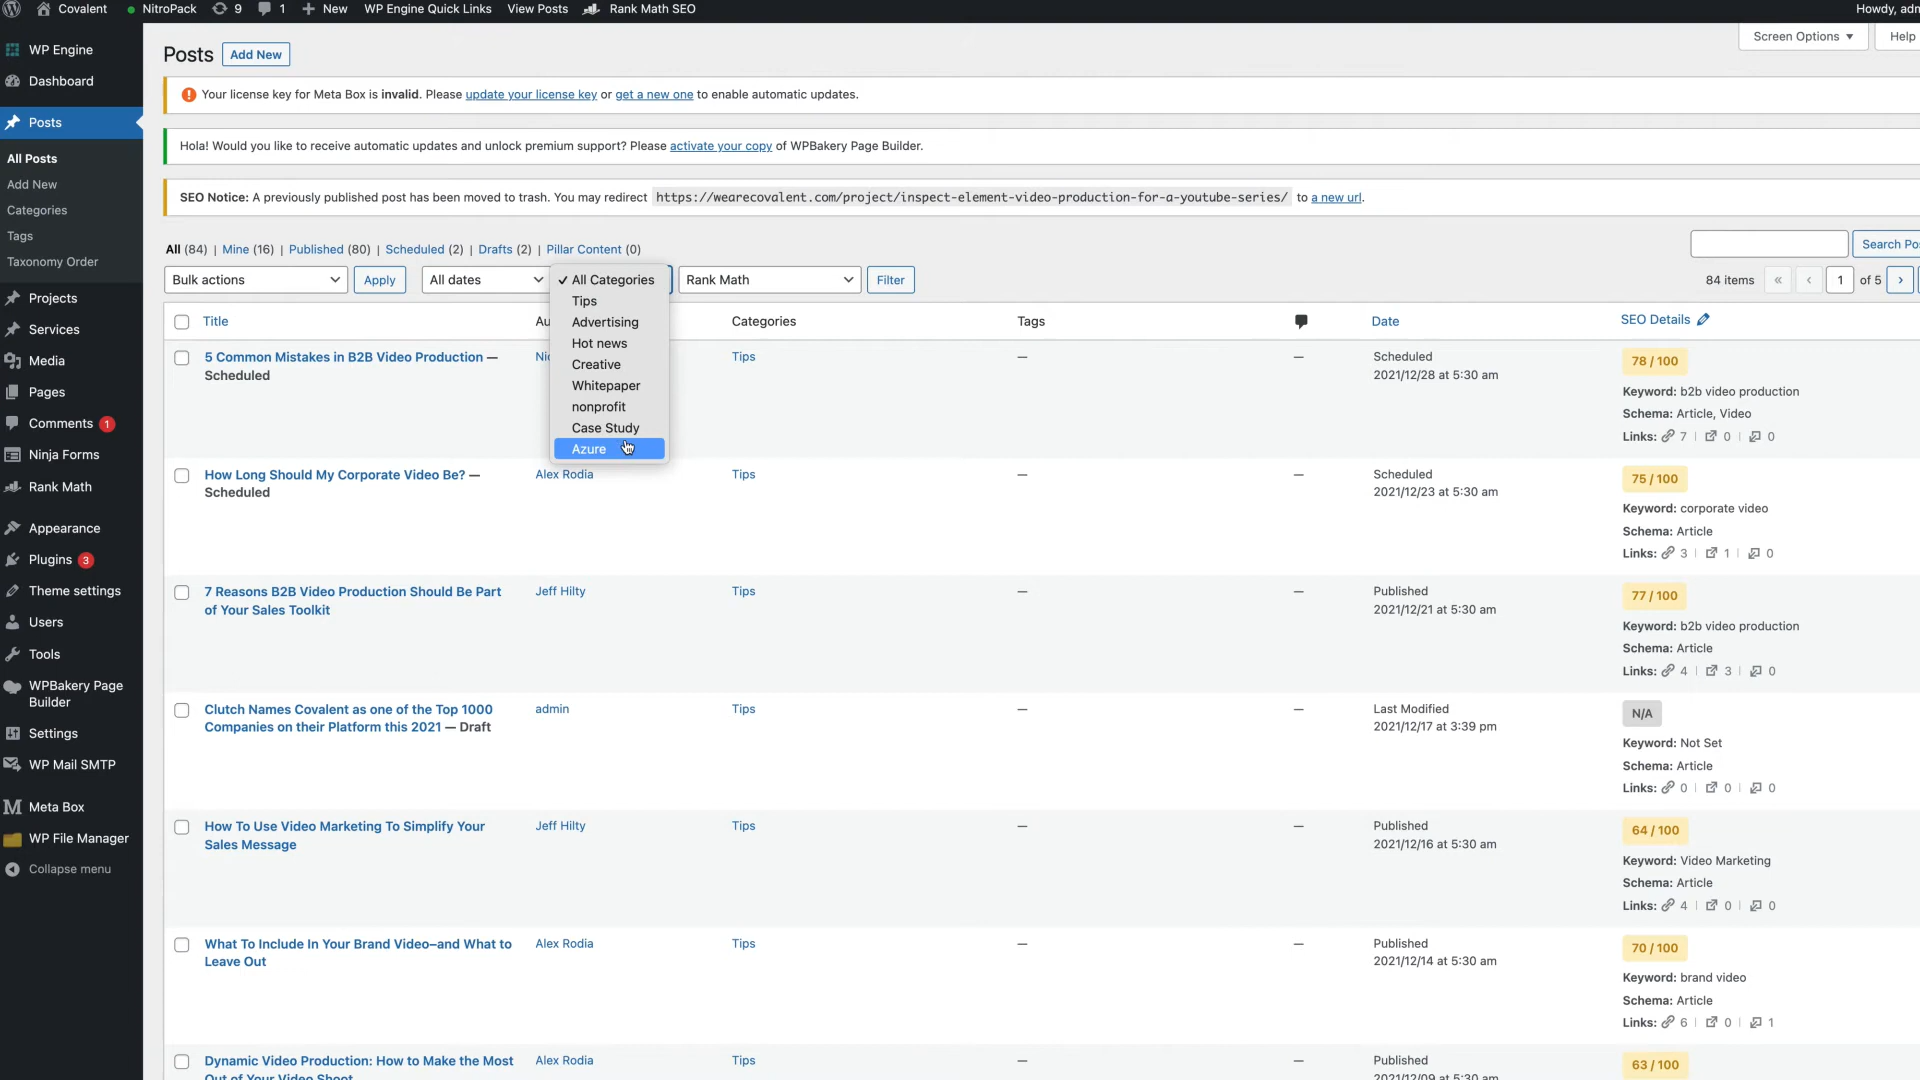 Covalent NitroPack 9 1 New WP Engine Quick Links View Posts Rank Math SEO Howdy, adm
WP Engine
Dashboard
Posts
All Posts
Add New
Categories
Tags
Taxonomy Order
Projects
Services
Media
Pages
Comments 1
Ninja Forms
Rank Math
Appearance
Plugins 3
Theme settings
Users
Tools
WPBakery Page
Builder
Settings
WP Mail SMTP
Meta Box
WP File Manager
Collapse menu
Posts Add New Screen Options ▼ Help
Your license key for Meta Box is invalid. Please update your license key or get a new one to enable automatic updates.
Hola! Would you like to receive automatic updates and unlock premium support? Please activate your copy of WPBakery Page Builder.
SEO Notice: A previously published post has been moved to trash. You may redirect https://wearecovalent.com/project/inspect-element-video-production-for-a-youtube-series/ to a new url.
All (84) | Mine (16) | Published (80) | Scheduled (2) | Drafts (2) | Pillar Content (0) Search Pos
Bulk actions Apply All dates ✓ All Categories Rank Math Filter 84 items « ‹ 1 of 5 ›
Tips
Advertising
Hot news
Creative
Whitepaper
nonprofit
Case Study
Azure
Title Au Categories Tags Date SEO Details
5 Common Mistakes in B2B Video Production — Nic Tips — — Scheduled 78 / 100
Scheduled 2021/12/28 at 5:30 am
Keyword: b2b video production
Schema: Article, Video
Links: 7 | 0 | 0
How Long Should My Corporate Video Be? — Alex Rodia Tips — — Scheduled 75 / 100
Scheduled 2021/12/23 at 5:30 am
Keyword: corporate video
Schema: Article
Links: 3 | 1 | 0
7 Reasons B2B Video Production Should Be Part Jeff Hilty Tips — — Published 77 / 100
of Your Sales Toolkit 2021/12/21 at 5:30 am
Keyword: b2b video production
Schema: Article
Links: 4 | 3 | 0
Clutch Names Covalent as one of the Top 1000 admin Tips — — Last Modified N/A
Companies on their Platform this 2021 — Draft 2021/12/17 at 3:39 pm
Keyword: Not Set
Schema: Article
Links: 0 | 0 | 0
How To Use Video Marketing To Simplify Your Jeff Hilty Tips — — Published 64 / 100
Sales Message 2021/12/16 at 5:30 am
Keyword: Video Marketing
Schema: Article
Links: 4 | 0 | 0
What To Include In Your Brand Video–and What to Alex Rodia Tips — — Published 70 / 100
Leave Out 2021/12/14 at 5:30 am
Keyword: brand video
Schema: Article
Links: 6 | 0 | 1
Dynamic Video Production: How to Make the Most Alex Rodia Tips — — Published 63 / 100
Out of Your Video Shoot 2021/12/09 at 5:30 am